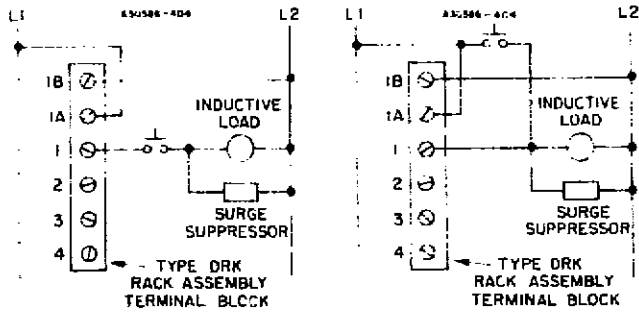 L1 L2
1B
1A
1
2
3
4
INDUCTIVE
LOAD
SURGE
SUPPRESSOR
TYPE DRK
RACK ASSEMBLY
TERMINAL BLOCK
L1 L2
1B
1A
1
2
3
4
INDUCTIVE
LOAD
SURGE
SUPPRESSOR
TYPE DRK
RACK ASSEMBLY
TERMINAL BLOCK